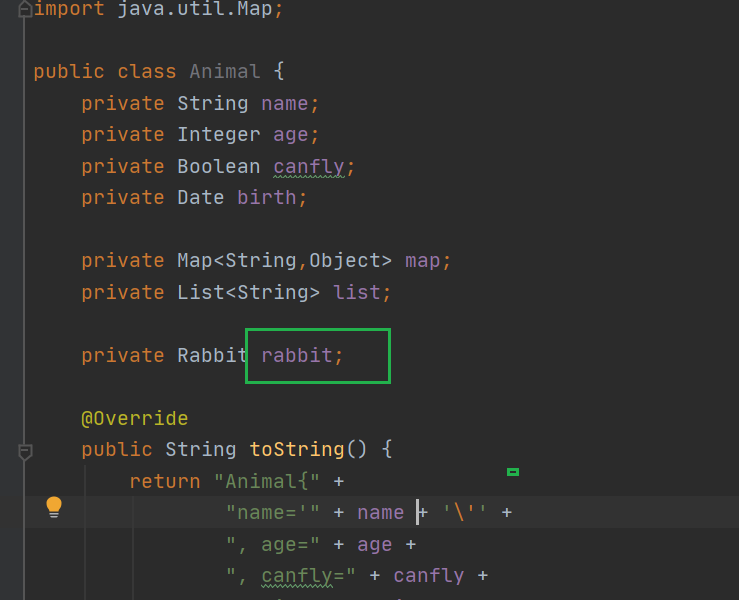 import java.util.Map;
public class Animal {
private String name;
private Integer age;
private Boolean canfly;
private Date birth;
private Map<String,Object> map;
private List<String> list;
private Rabbit rabbit;
@Override
public String toString() {
return "Animal{" +
"name='" + name + '\'' +
", age=" + age +
", canfly=" + canfly +